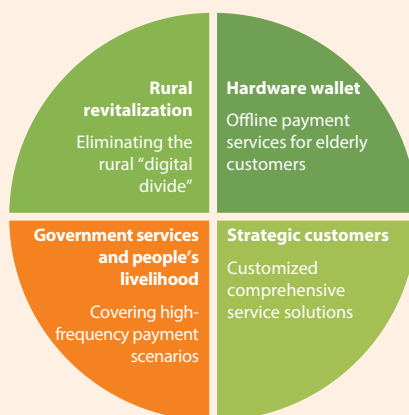 Rural
revitalization
Eliminating the
rural “digital
divide”
Hardware wallet
Offline payment
services for elderly
customers
Government services
and people’s
livelihood
Covering high-
frequency payment
scenarios
Strategic customers
Customized
comprehensive
service solutions